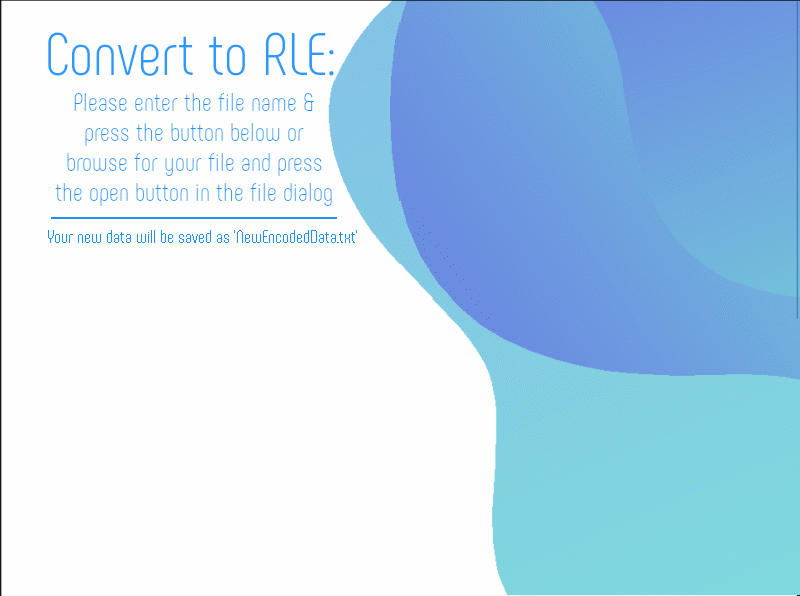 Convert to RLE:
Please enter the file name &
press the button below or
browse for your file and press
the open button in the file dialog
Your new data will be saved as 'NewEncodedData.txt'